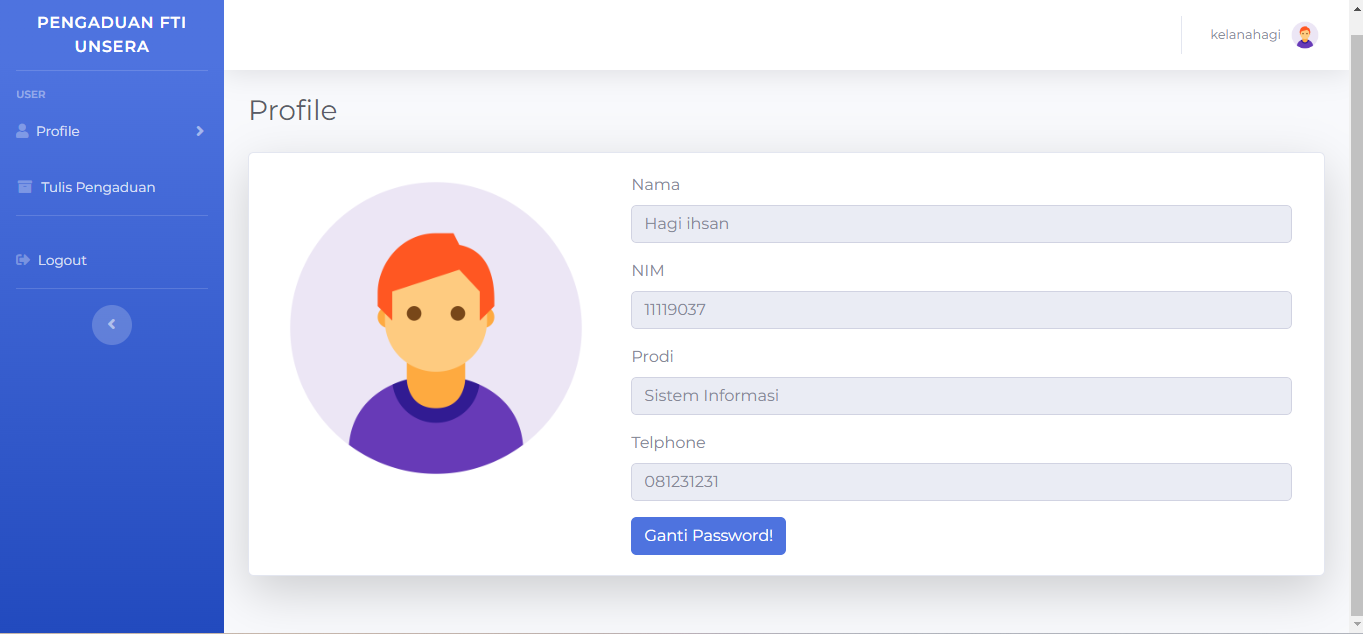 PENGADUAN FTI
UNSERA
USER
Profile
Tulis Pengaduan
Logout
kelanahagi
Profile
Nama
Hagi ihsan
NIM
11119037
Prodi
Sistem Informasi
Telphone
081231231
Ganti Password!